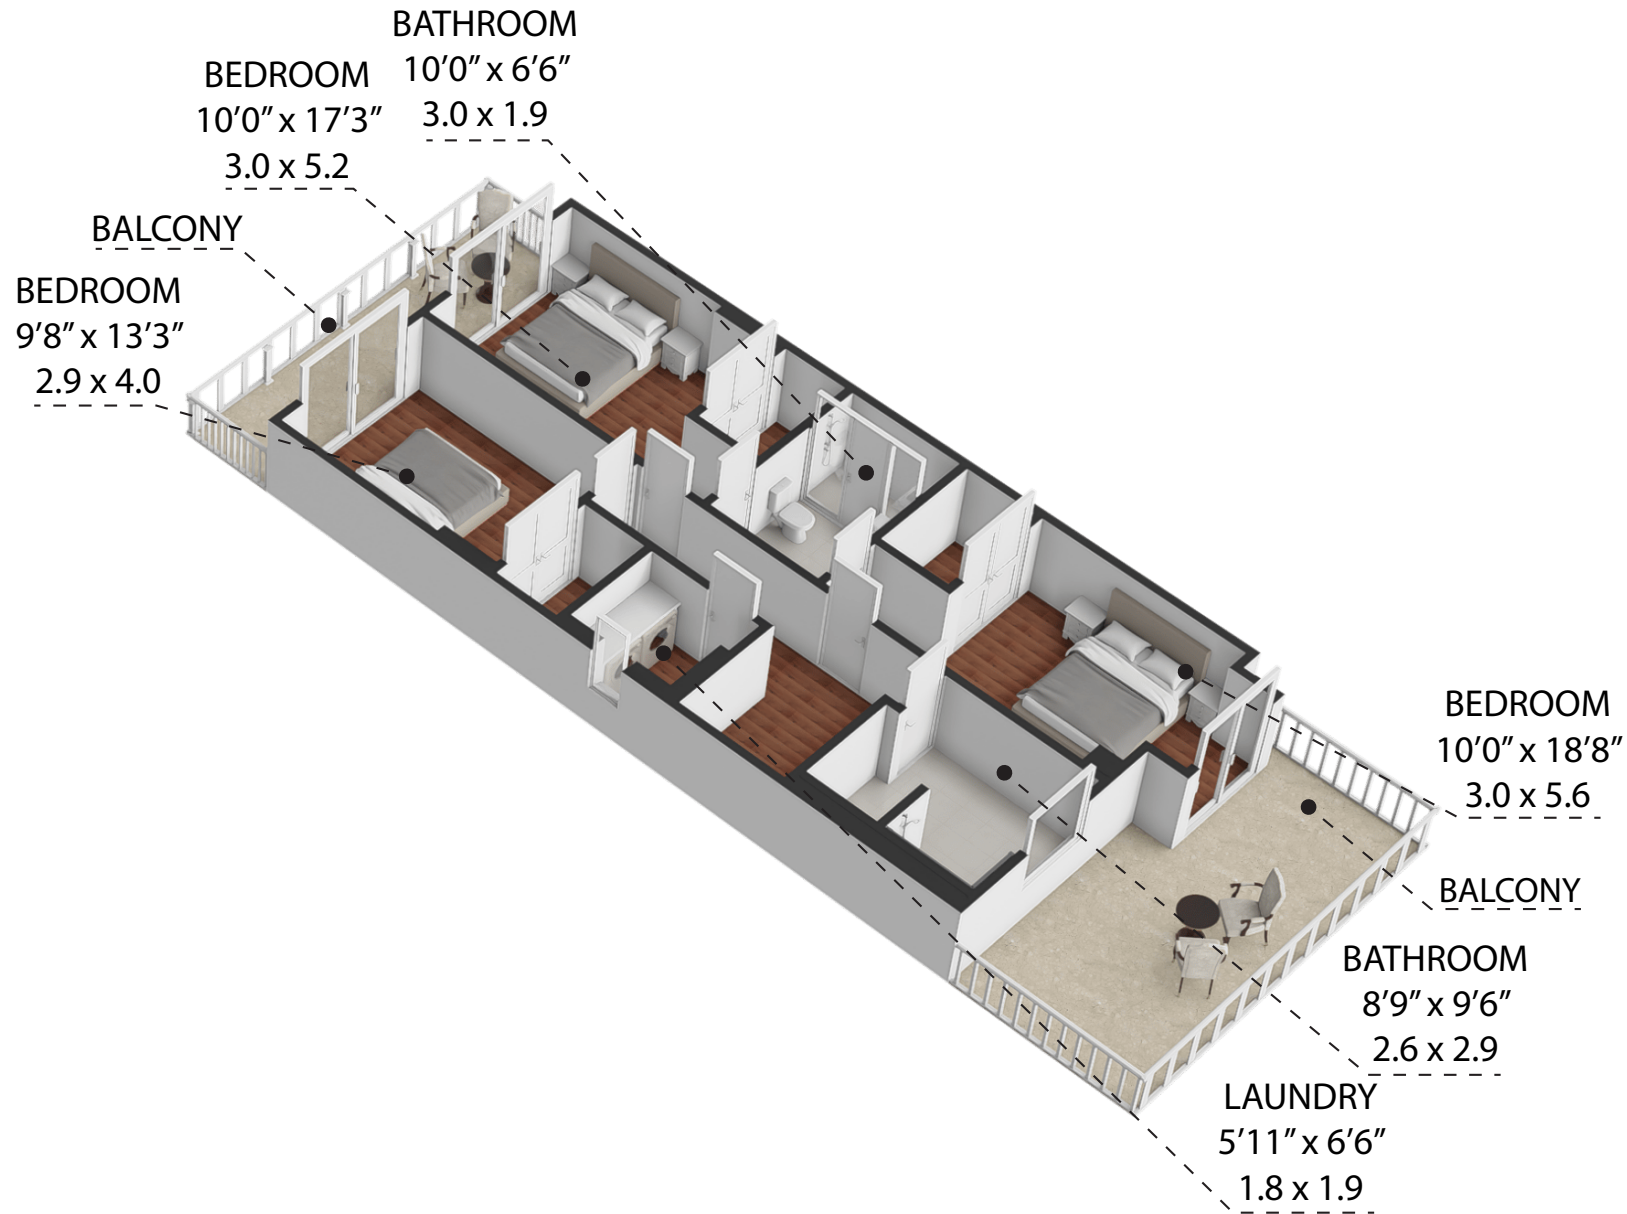 BATHROOM
10’0” x 6’6”
3.0 x 1.9
BEDROOM
10’0” x 17’3”
3.0 x 5.2
BALCONY
BEDROOM
9’8” x 13’3”
2.9 x 4.0
BEDROOM
10’0” x 18’8”
3.0 x 5.6
BALCONY
BATHROOM
8’9” x 9’6”
2.6 x 2.9
LAUNDRY
5’11” x 6’6”
1.8 x 1.9